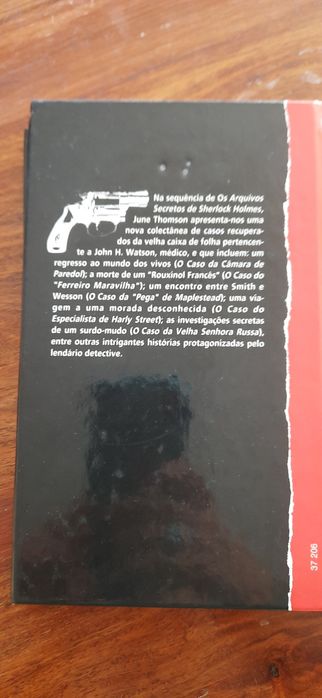 Na sequência de Os Arquivos
Secretos de Sherlock Holmes,
June Thomson apresenta-nos uma
nova colectânea de casos recupera-
dos da velha caixa de folha pertencen-
te a John H. Watson, médico, e que incluem: um
regresso ao mundo dos vivos (O Caso da Câmara de
Paredol); a morte de um "Rouxinol Francês" (O Caso do
"Ferreiro Maravilha"); um encontro entre Smith e
Wesson (O Caso da "Pega" de Maplestead); uma via-
gem a uma morada desconhecida (O Caso do
Especialista de Harly Street); as investigações secretas
de um surdo-mudo (O Caso da Velha Senhora Russa),
entre outras intrigantes histórias protagonizadas pelo
lendário detective.
37 206